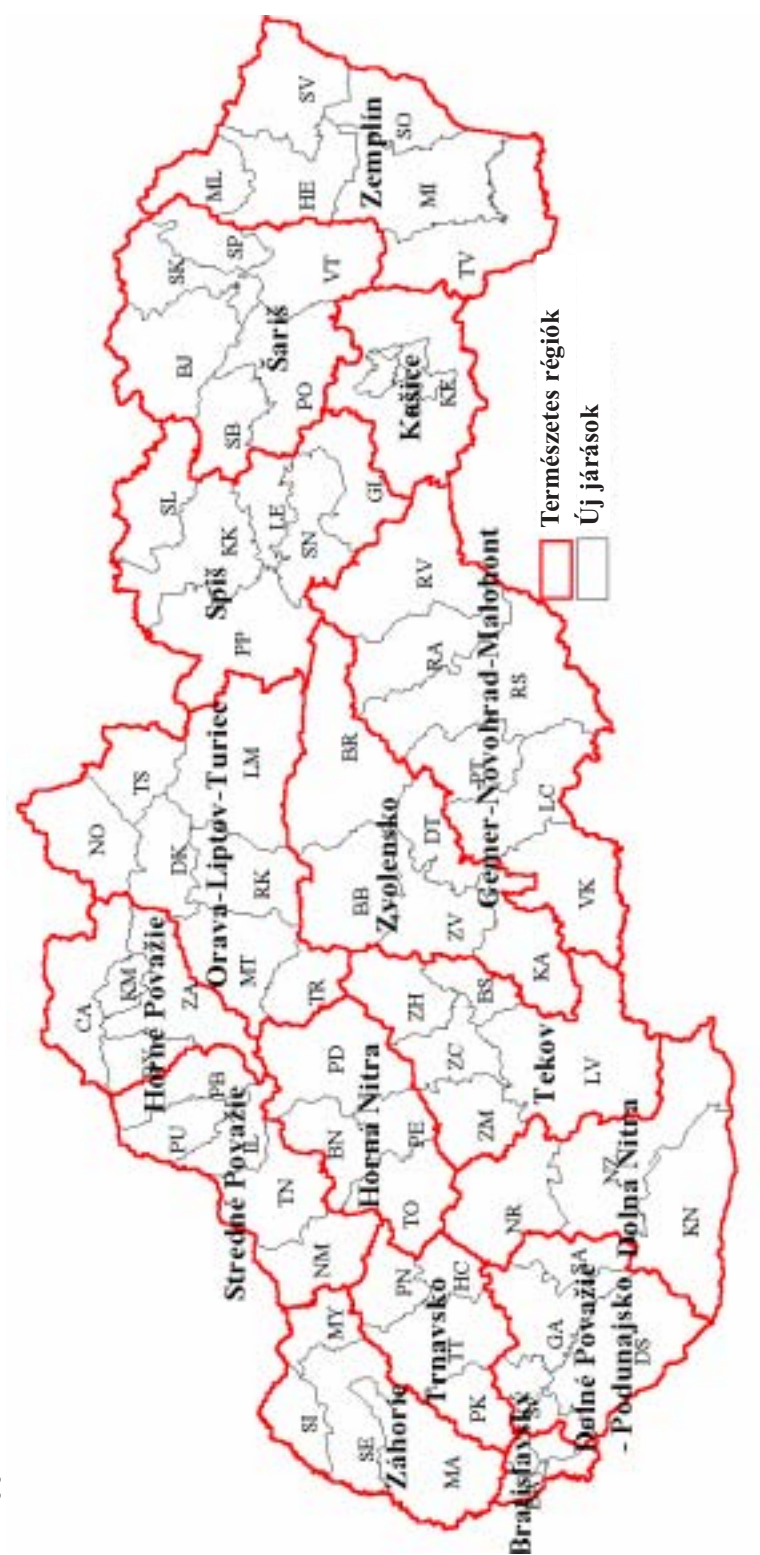 NO
CA
TS
KM
DK
Horné Považie
ZA
SL
BJ
SK
ML
SV
PU
PB
Orava-Liptov-Turiec
LM
RK
MT
Spiš
KK
PP
SB
SP
HE
Stredné Považie
IL
TN
LE
SN
Šariš
PO
VT
Zemplín
SO
NM
BN
PD
TR
BR
GL
MI
MY
Horná Nitra
PE
TO
BB
Zvolensko
DT
Kašice
KE
TV
SI
SE
Záhorie
PN
HC
Trnavsko
TT
ZH
ZV
RV
RA
MA
PK
ZM
ZC
BS
PT
Gemer-Novohrad-Malohont
RS
NR
Tekov
KA
LC
Bratislavský
GA
SA
LV
VK
Dolné Považie
- Podunajsko
DS
NZ
Dolná Nitra
KN
Természetes régiók
Új járások